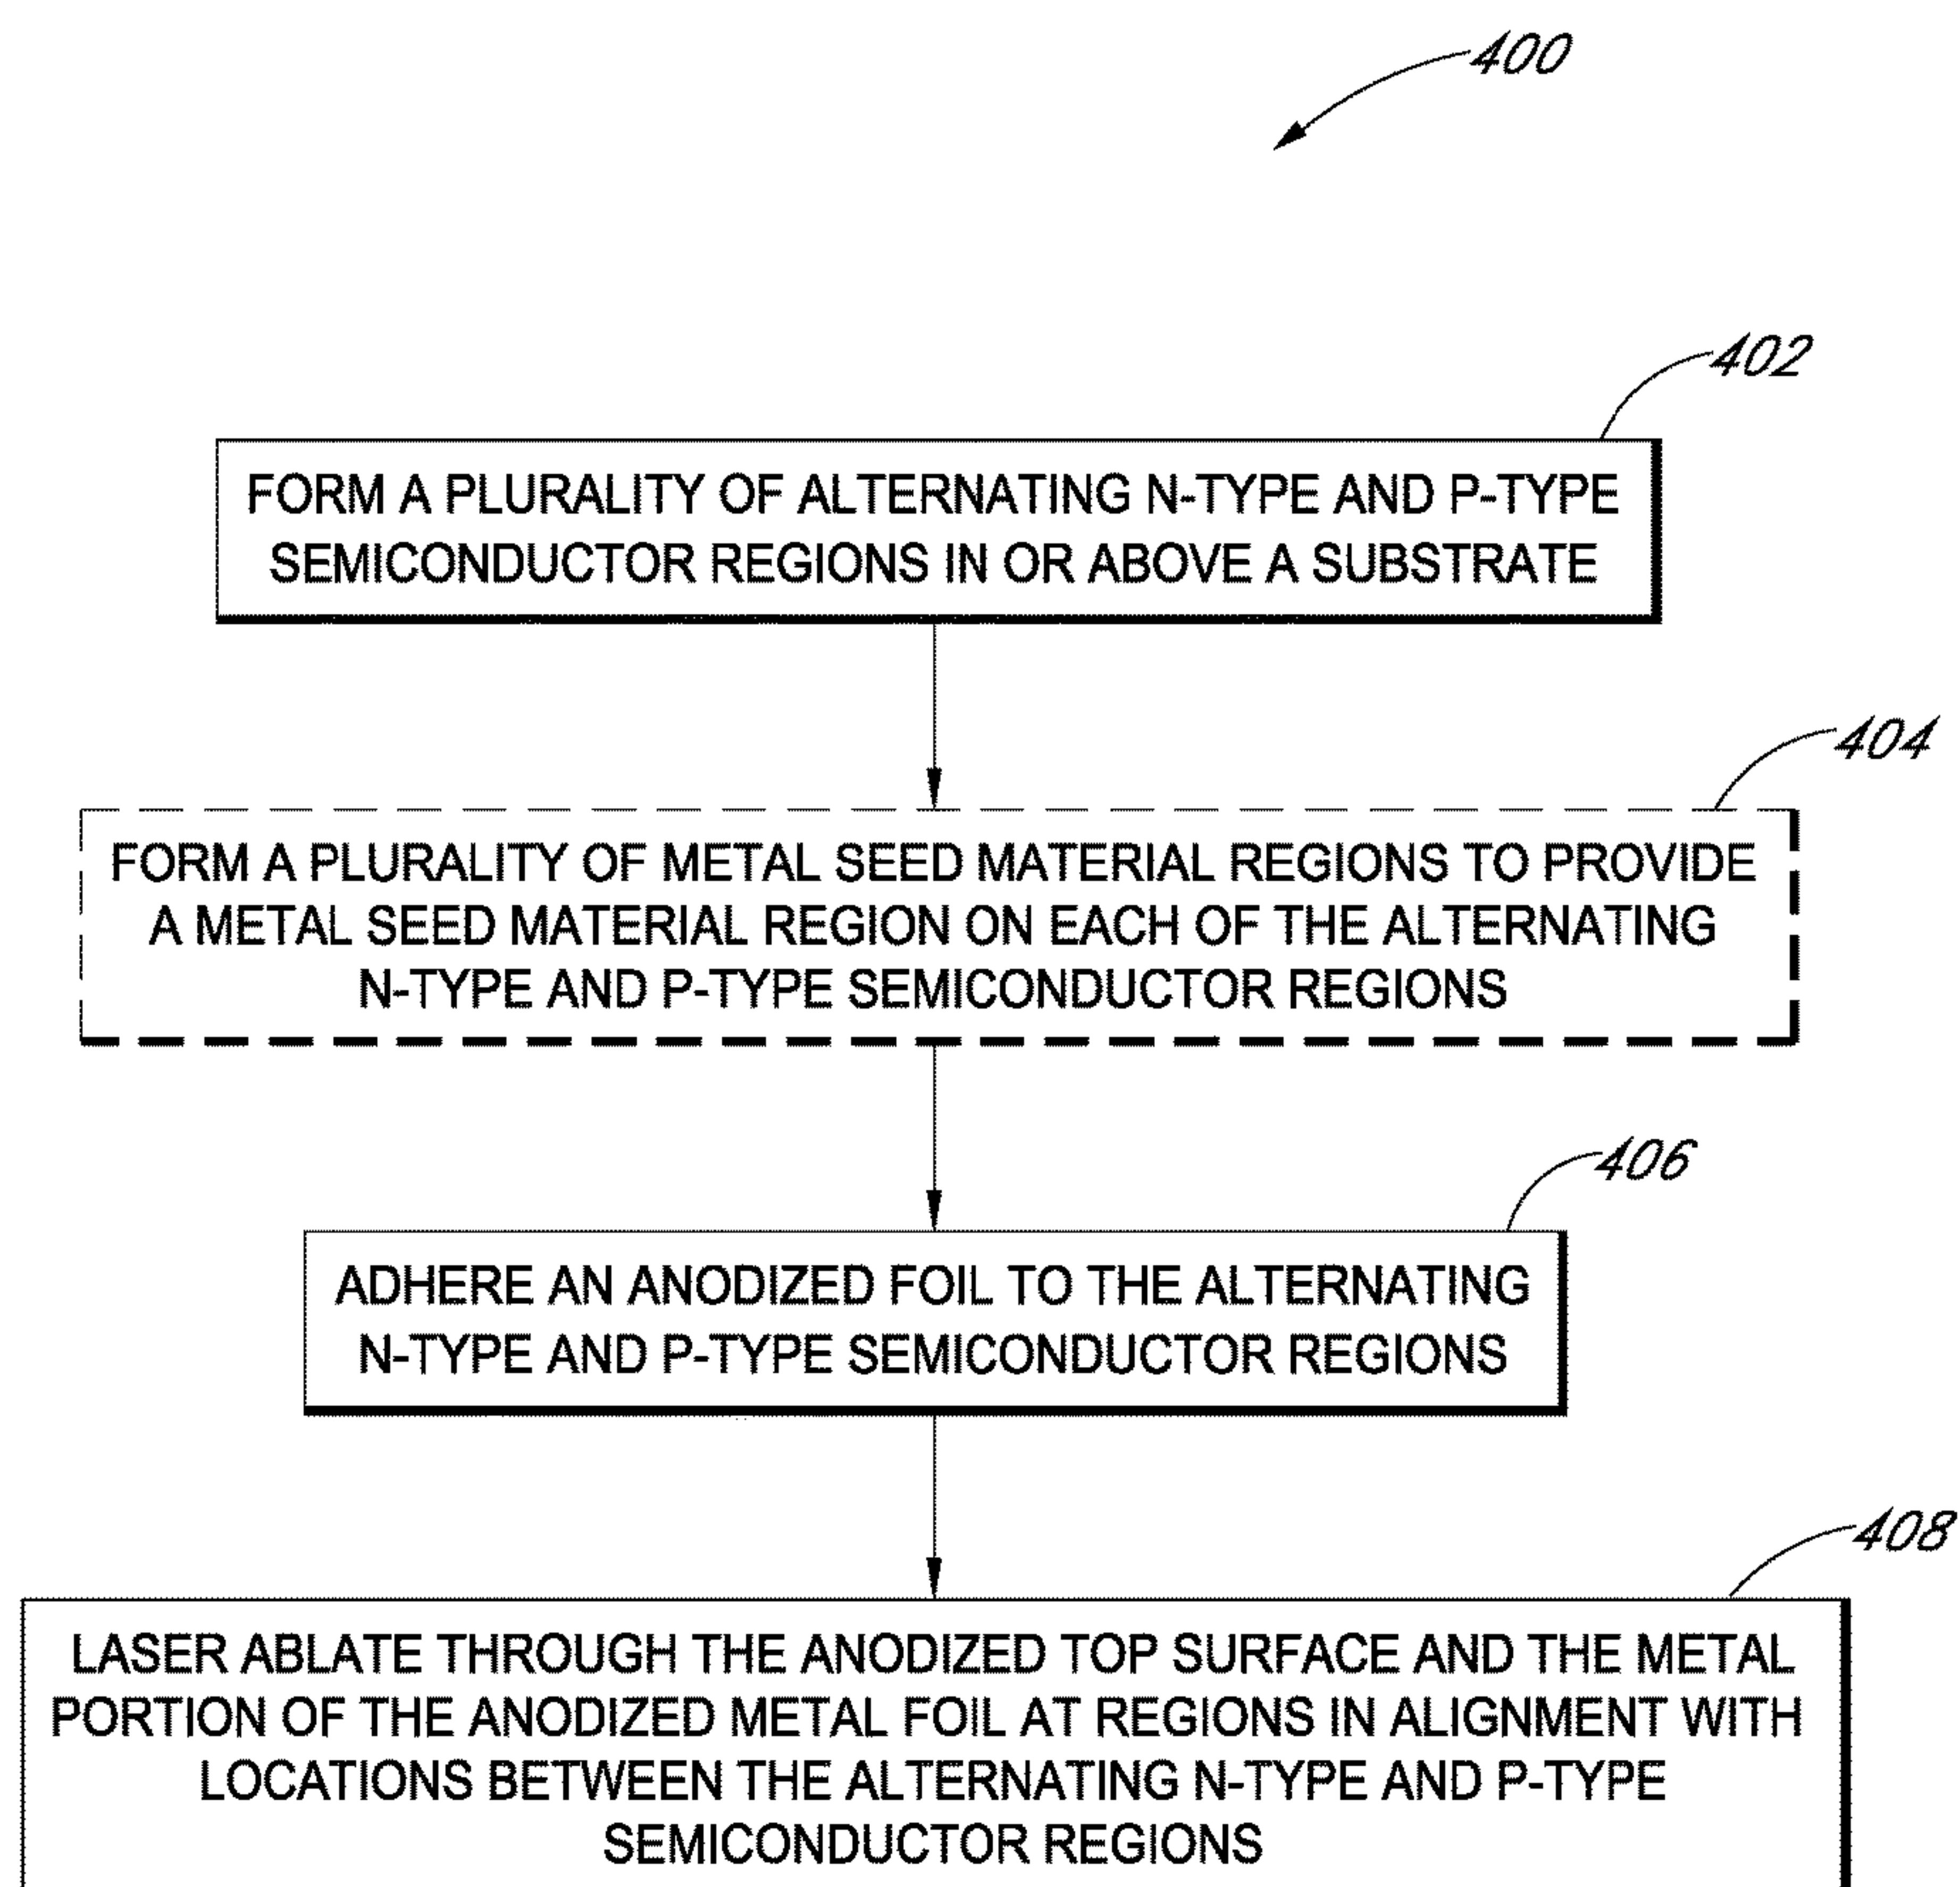 400
402
FORM A PLURALITY OF ALTERNATING N-TYPE AND P-TYPE
SEMICONDUCTOR REGIONS IN OR ABOVE A SUBSTRATE
404
FORM A PLURALITY OF METAL SEED MATERIAL REGIONS TO PROVIDE
A METAL SEED MATERIAL REGION ON EACH OF THE ALTERNATING
N-TYPE AND P-TYPE SEMICONDUCTOR REGIONS
406
ADHERE AN ANODIZED FOIL TO THE ALTERNATING
N-TYPE AND P-TYPE SEMICONDUCTOR REGIONS
408
LASER ABLATE THROUGH THE ANODIZED TOP SURFACE AND THE METAL
PORTION OF THE ANODIZED METAL FOIL AT REGIONS IN ALIGNMENT WITH
LOCATIONS BETWEEN THE ALTERNATING N-TYPE AND P-TYPE
SEMICONDUCTOR REGIONS